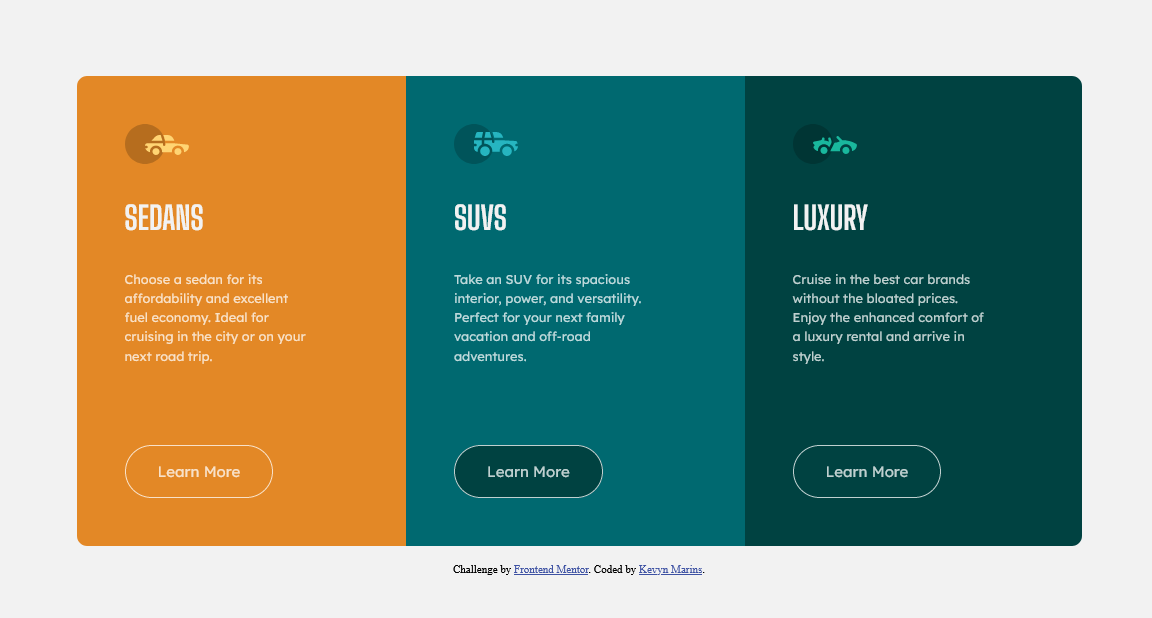 SEDANS
Choose a sedan for its
affordability and excellent
fuel economy. Ideal for
cruising in the city or on your
next road trip.
Learn More
SUVS
Take an SUV for its spacious
interior, power, and versatility.
Perfect for your next family
vacation and off-road
adventures.
Learn More
LUXURY
Cruise in the best car brands
without the bloated prices.
Enjoy the enhanced comfort of
a luxury rental and arrive in
style.
Learn More
Challenge by Frontend Mentor. Coded by Kevyn Marins.